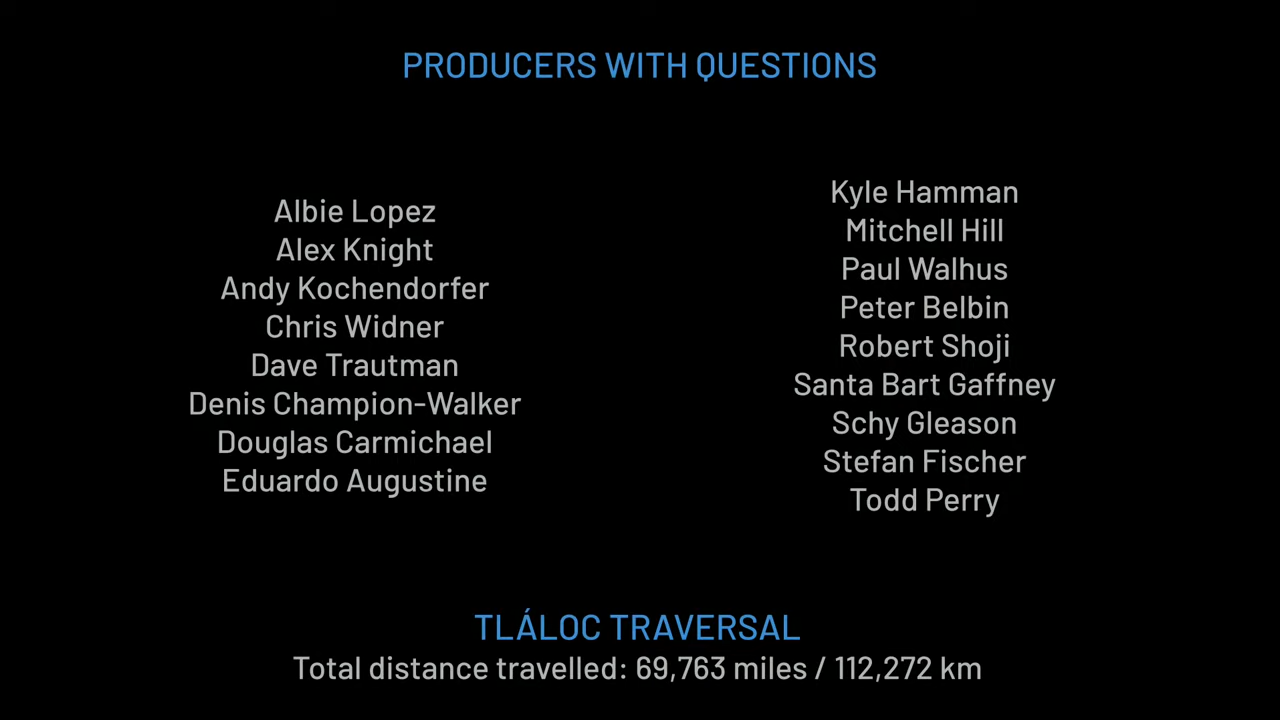 PRODUCERS WITH QUESTIONS
Albie Lopez
Alex Knight
Andy Kochendorfer
Chris Widner
Dave Trautman
Denis Champion-Walker
Douglas Carmichael
Eduardo Augustine
Kyle Hamman
Mitchell Hill
Paul Walhus
Peter Belbin
Robert Shoji
Santa Bart Gaffney
Schy Gleason
Stefan Fischer
Todd Perry
TLÁLOC TRAVERSAL
Total distance travelled: 69,763 miles / 112,272 km